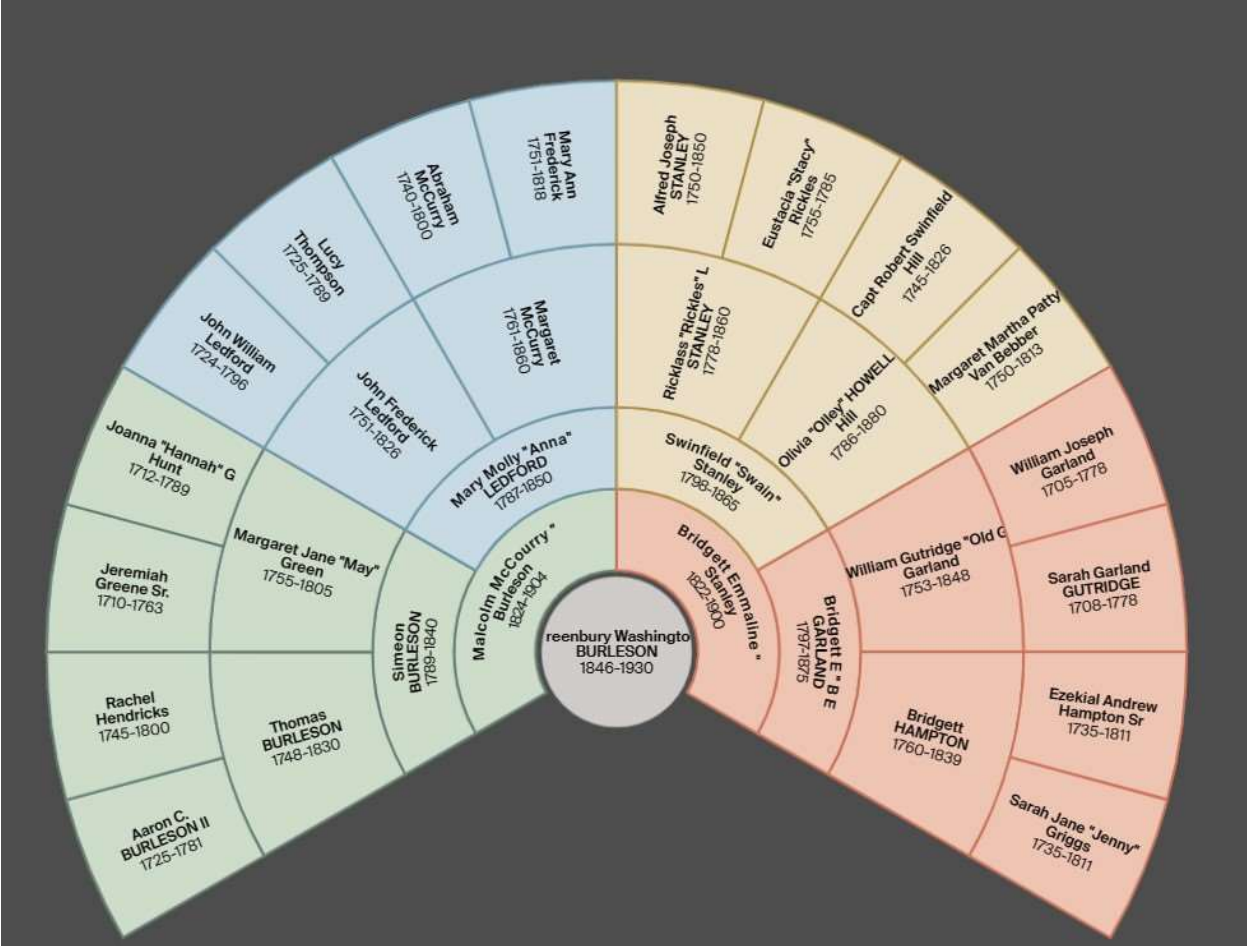 reenbury Washingto
BURLESON
1846-1930
Malcolm McCourry "
Burleson
1824-1904
Bridgett Emmaline "
Stanley
1822-1900
Simeon
BURLESON
1789-1840
Mary Molly "Anna"
LEDFORD
1787-1850
Swinfield "Swain"
Stanley
1798-1865
Bridgett E " B E
GARLAND
1797-1875
Thomas
BURLESON
1748-1830
Margaret Jane "May"
Green
1755-1805
John Frederick
Ledford
1751-1826
Margaret
McCurry
1761-1860
Ricklass "Rickles" L
STANLEY
1778-1860
Olivia "Olley" HOWELL
Hill
1786-1880
William Gutridge "Old G
Garland
1753-1848
Bridgett
HAMPTON
1760-1839
Aaron C.
BURLESON II
1725-1781
Rachel
Hendricks
1745-1800
Jeremiah
Greene Sr.
1710-1763
Joanna "Hannah" G
Hunt
1712-1789
John William
Ledford
1724-1796
Lucy
Thompson
1725-1789
Abraham
McCurry
1740-1800
Mary Ann
Frederick
1751-1818
Alfred Joseph
STANLEY
1750-1850
Eustacia "Stacy"
Rickles
1755-1785
Capt Robert Swinfield
Hill
1745-1826
Margaret Martha Patty
Van Bebber
1750-1813
William Joseph
Garland
1705-1778
Sarah Garland
GUTRIDGE
1708-1778
Ezekial Andrew
Hampton Sr
1735-1811
Sarah Jane "Jenny"
Griggs
1735-1811